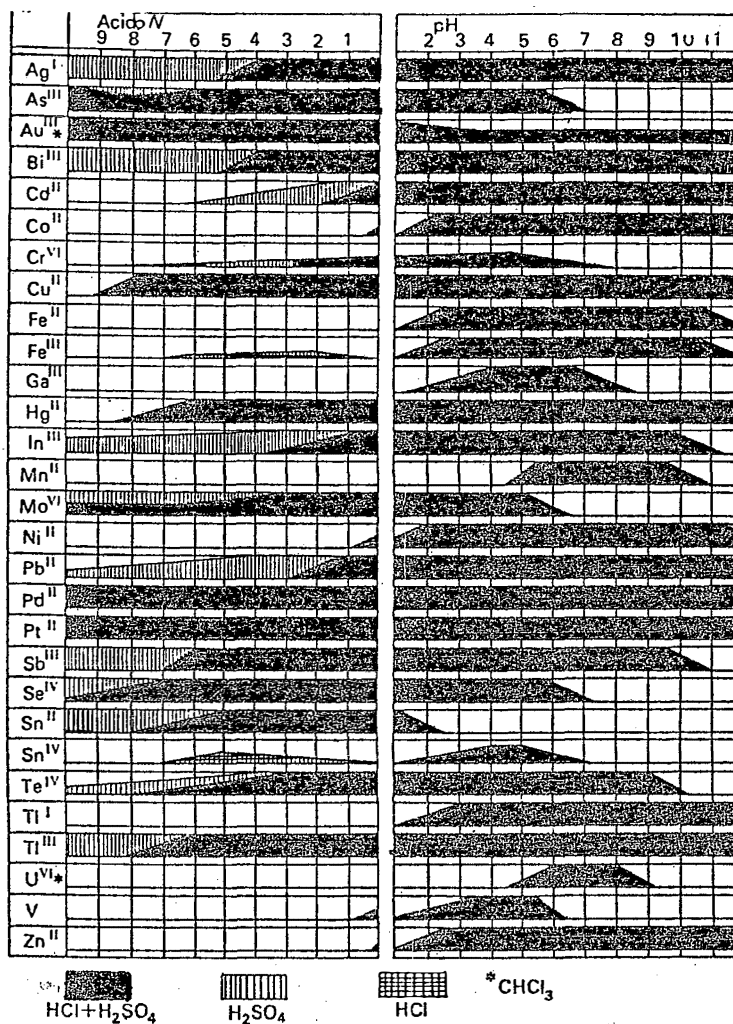 Acid, N pH
9 8 7 6 5 4 3 2 1 2 3 4 5 6 7 8 9 10 11
Ag^I
As^III
Au^III*
Bi^III
Cd^II
Co^II
Cr^VI
Cu^II
Fe^II
Fe^III
Ga^III
Hg^II
In^III
Mn^II
Mo^VI
Ni^II
Pb^II
Pd^II
Pt^II
Sb^III
Se^IV
Sn^II
Sn^IV
Te^IV
Tl^I
Tl^III
U^VI*
V
Zn^II
HCl+H₂SO₄ H₂SO₄ HCl *CHCl₃